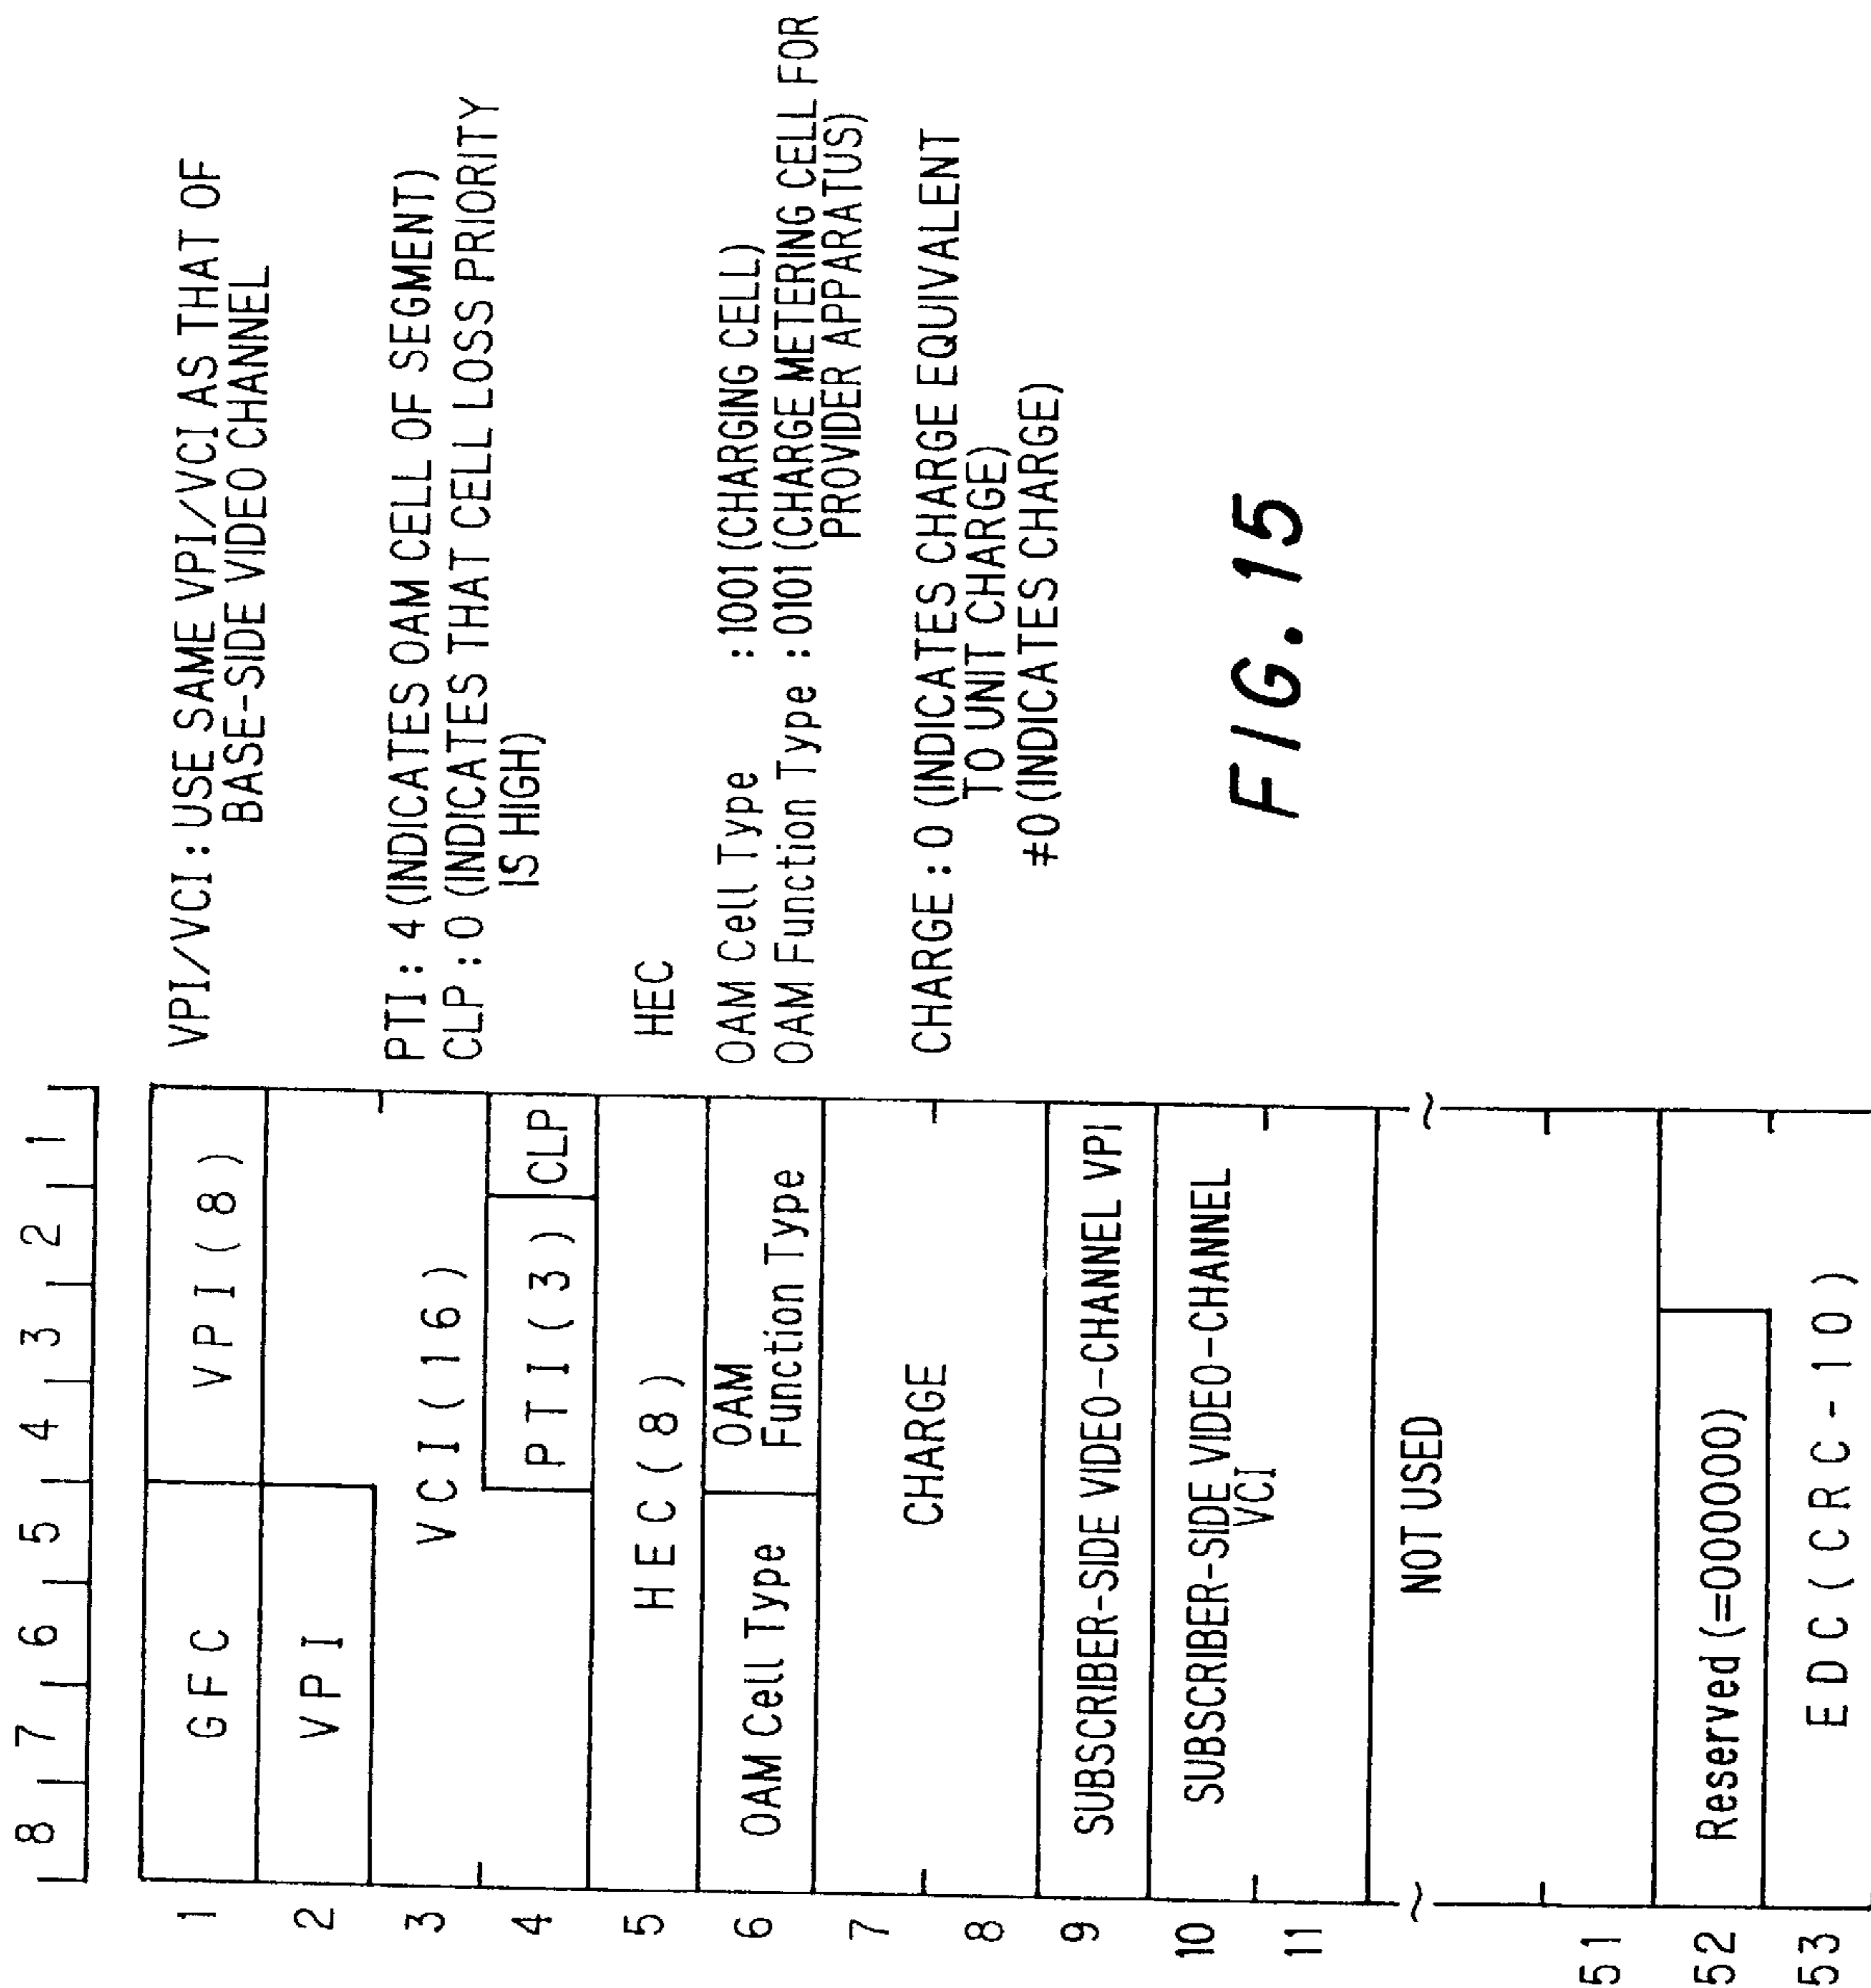 8 7 6 5 4 3 2 1
1 GFC VPI(8)
2 VPI
3 VCI(16)
4 PTI(3) CLP
5 HEC(8)
6 OAM Cell Type OAM
Function Type
7
CHARGE
8
9 SUBSCRIBER-SIDE VIDEO-CHANNEL VPI
10 SUBSCRIBER-SIDE VIDEO-CHANNEL
VCI
11
NOT USED
51
52 Reserved (=000000)
53 EDC(CRC-10)
VPI/VCI : USE SAME VPI/VCI AS THAT OF
BASE-SIDE VIDEO CHANNEL
PTI : 4 (INDICATES OAM CELL OF SEGMENT)
CLP : 0 (INDICATES THAT CELL LOSS PRIORITY
IS HIGH)
HEC
OAM Cell Type : 1001 (CHARGING CELL)
OAM Function Type : 0101 (CHARGE METERING CELL FOR
PROVIDER APPARATUS)
CHARGE : 0 (INDICATES CHARGE EQUIVALENT
TO UNIT CHARGE)
≠0 (INDICATES CHARGE)
FIG. 15